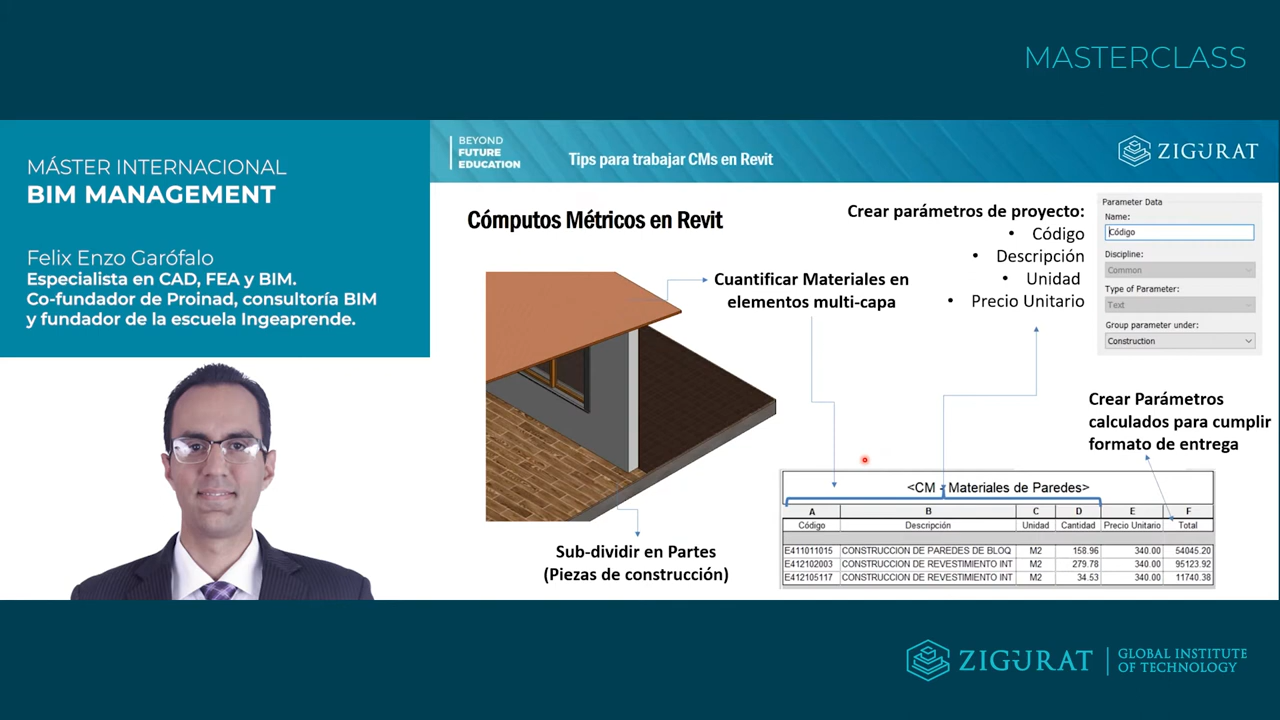 MASTERCLASS
MÁSTER INTERNACIONAL
BIM MANAGEMENT
Felix Enzo Garófalo
Especialista en CAD, FEA y BIM.
Co-fundador de Proinad, consultoría BIM
y fundador de la escuela Ingeaprende.
BEYOND
FUTURE
EDUCATION
Tips para trabajar CMs en Revit
ZIGURAT
Cómputos Métricos en Revit
Cuantificar Materiales en
elementos multi-capa
Sub-dividir en Partes
(Piezas de construcción)
Crear parámetros de proyecto:
• Código
• Descripción
• Unidad
• Precio Unitario
Parameter Data
Name:
Código
Discipline:
Common
Type of Parameter:
Text
Group parameter under:
Construction
Crear Parámetros
calculados para cumplir
formato de entrega
<CM - Materiales de Paredes>
A B C D E F
Código Descripción Unidad Cantidad Precio Unitario Total
E411011015 CONSTRUCCION DE PAREDES DE BLOQ M2 158.96 340.00 54045.20
E412102003 CONSTRUCCION DE REVESTIMIENTO INT M2 279.78 340.00 95123.92
E412105117 CONSTRUCCION DE REVESTIMIENTO INT M2 34.53 340.00 11740.38
ZIGURAT
GLOBAL INSTITUTE
OF TECHNOLOGY